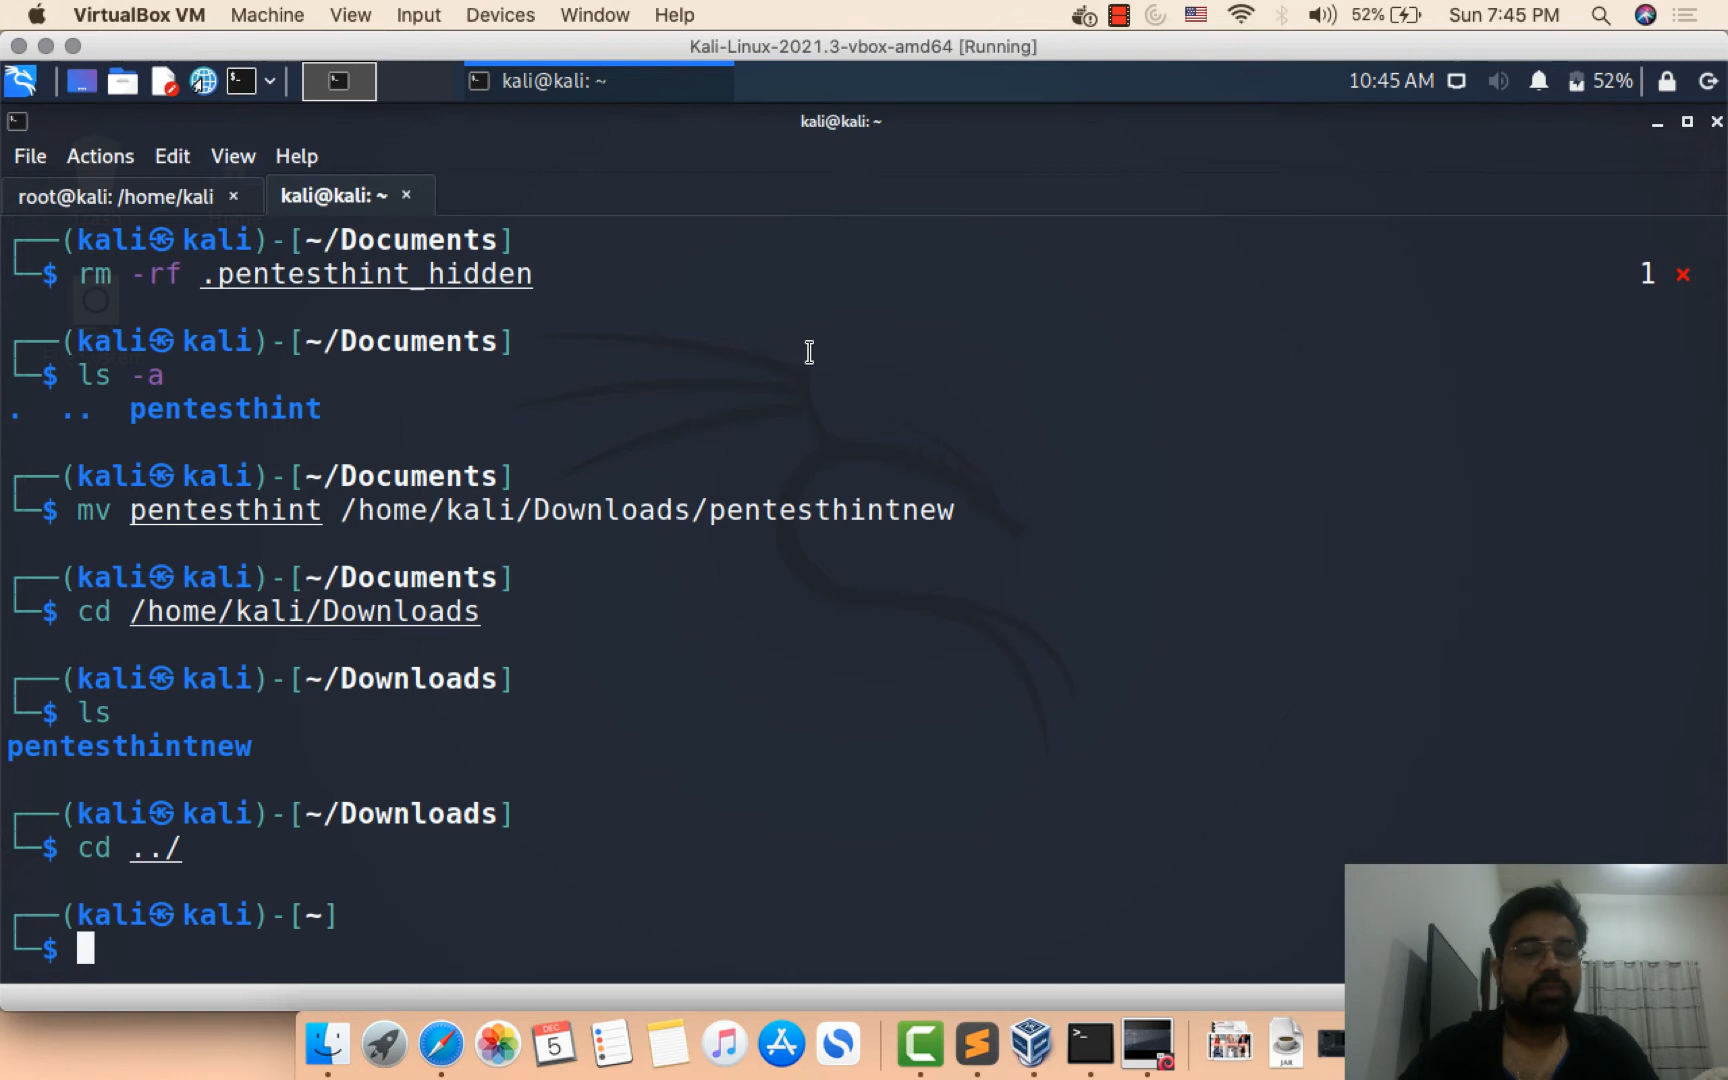 VirtualBox VM Machine View Input Devices Window Help 52% Sun 7:45 PM
Kali-Linux-2021.3-vbox-amd64 [Running]
kali@kali: ~ 10:45 AM 52%
kali@kali: ~
File Actions Edit View Help
root@kali: /home/kali × kali@kali: ~ ×
(kali㉿kali)-[~/Documents]
$ rm -rf .pentesthint_hidden 1 ×
(kali㉿kali)-[~/Documents]
$ ls -a
. .. pentesthint
(kali㉿kali)-[~/Documents]
$ mv pentesthint /home/kali/Downloads/pentesthintnew
(kali㉿kali)-[~/Documents]
$ cd /home/kali/Downloads
(kali㉿kali)-[~/Downloads]
$ ls
pentesthintnew
(kali㉿kali)-[~/Downloads]
$ cd ../
(kali㉿kali)-[~]
$
DEC
5
JAR